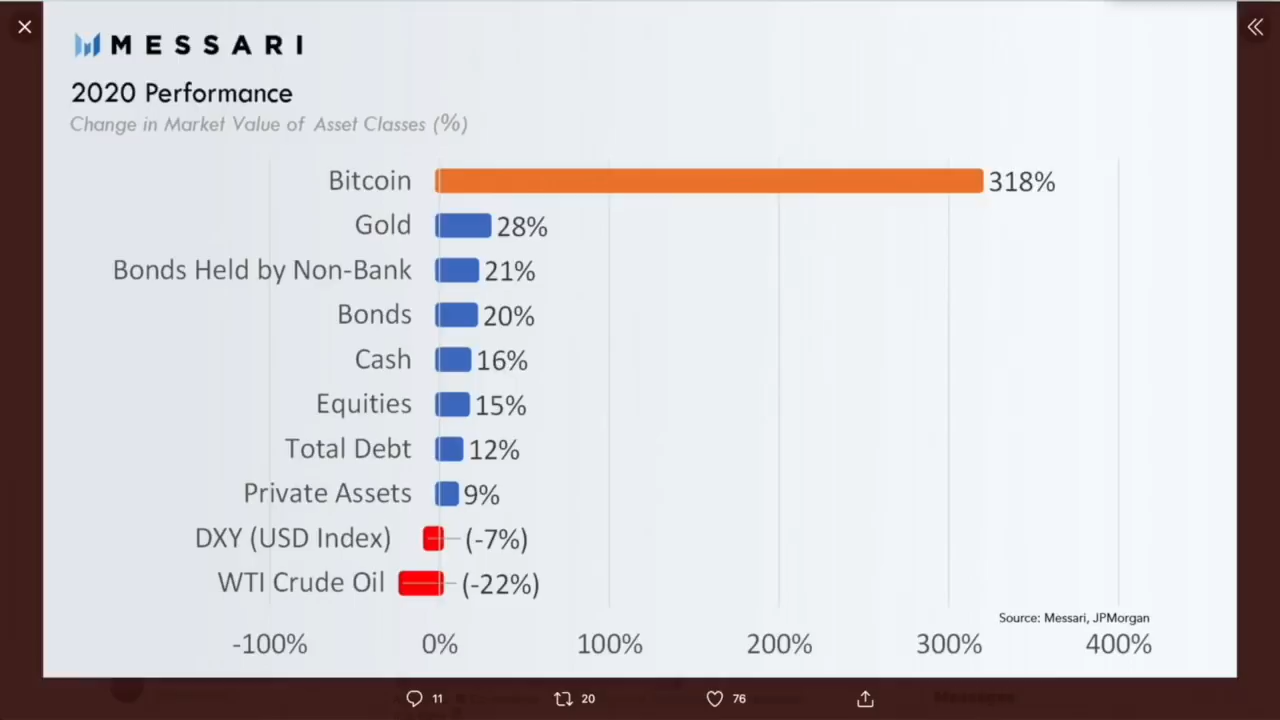 MESSARI
2020 Performance
Change in Market Value of Asset Classes (%)
Bitcoin 318%
Gold 28%
Bonds Held by Non-Bank 21%
Bonds 20%
Cash 16%
Equities 15%
Total Debt 12%
Private Assets 9%
DXY (USD Index) (-7%)
WTI Crude Oil (-22%)
Source: Messari, JPMorgan
-100% 0% 100% 200% 300% 400%
11 20 76